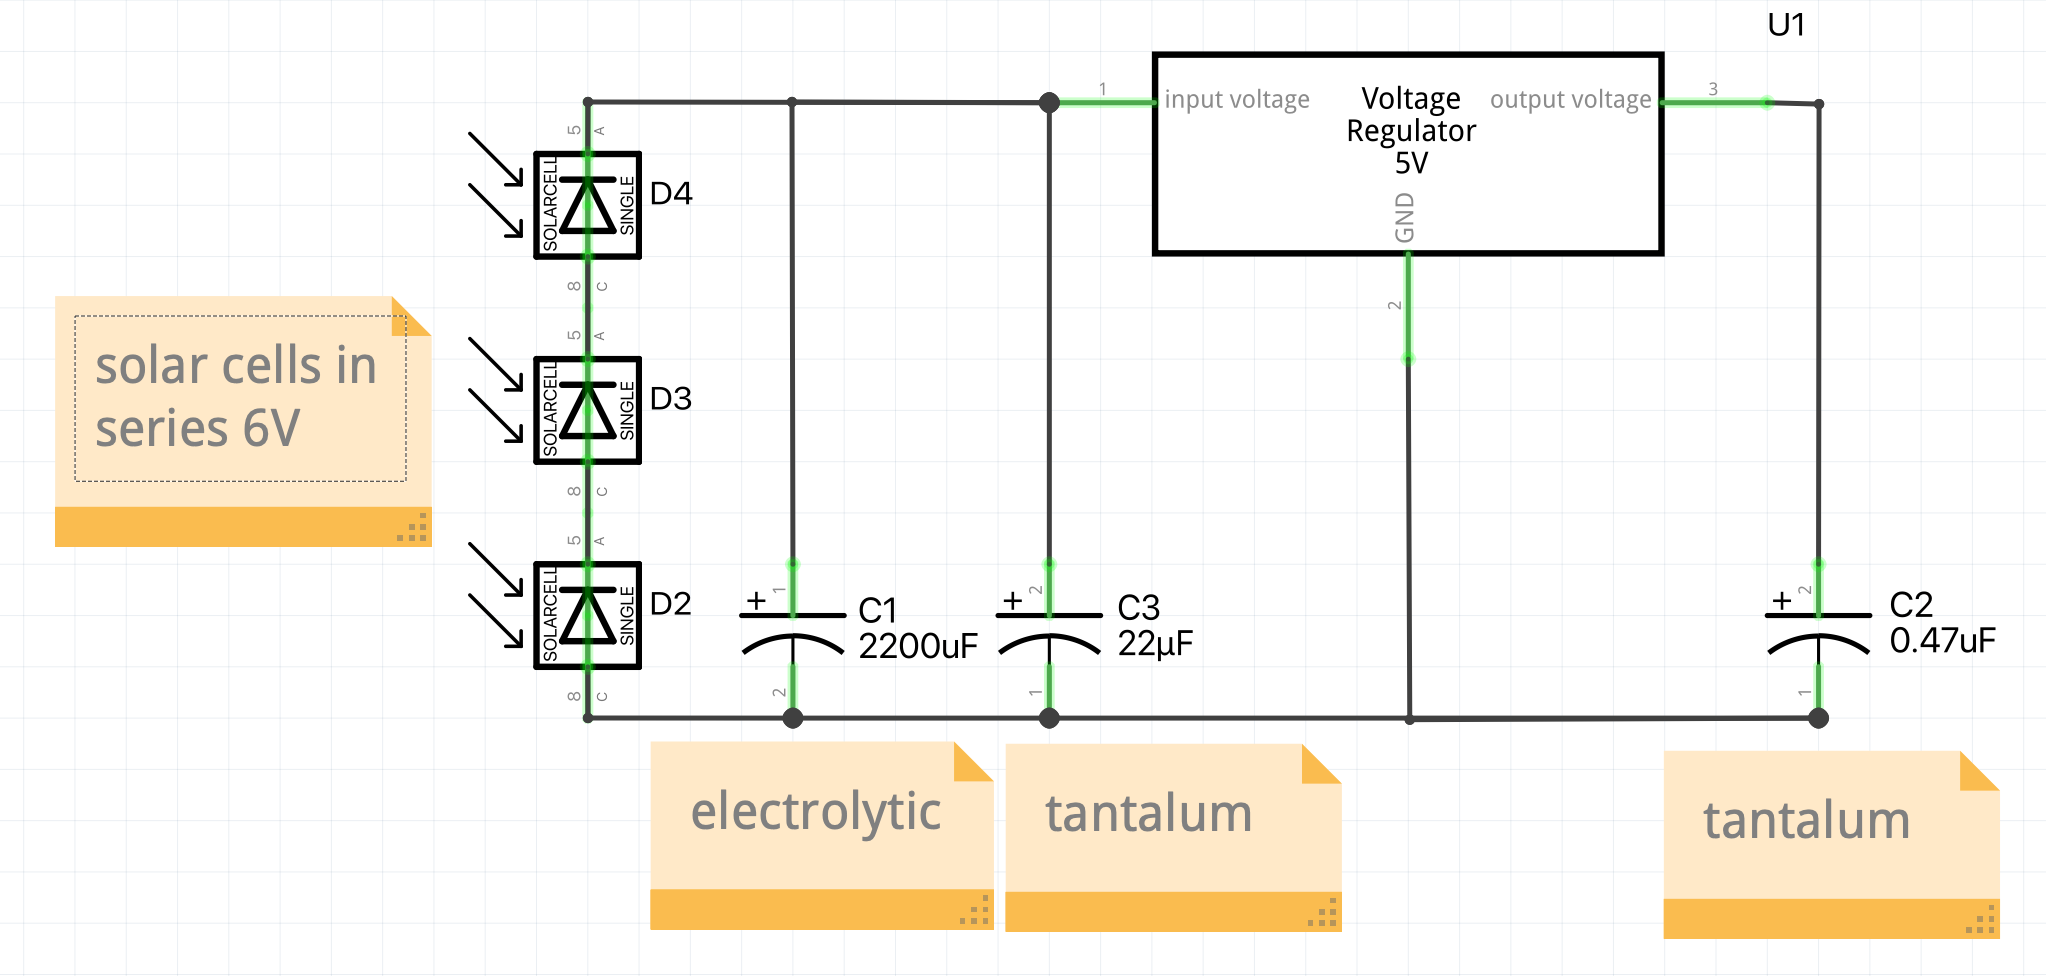 U1
1
input voltage
Voltage
Regulator
5V
output voltage
3
GND
2
5
A
SOLARCELL
SINGLE
D4
8
C
5
A
SOLARCELL
SINGLE
D3
8
C
5
A
SOLARCELL
SINGLE
D2
8
C
solar cells in
series 6V
+
1
C1
2200uF
2
+
2
C3
22µF
1
+
2
C2
0.47uF
1
electrolytic
tantalum
tantalum